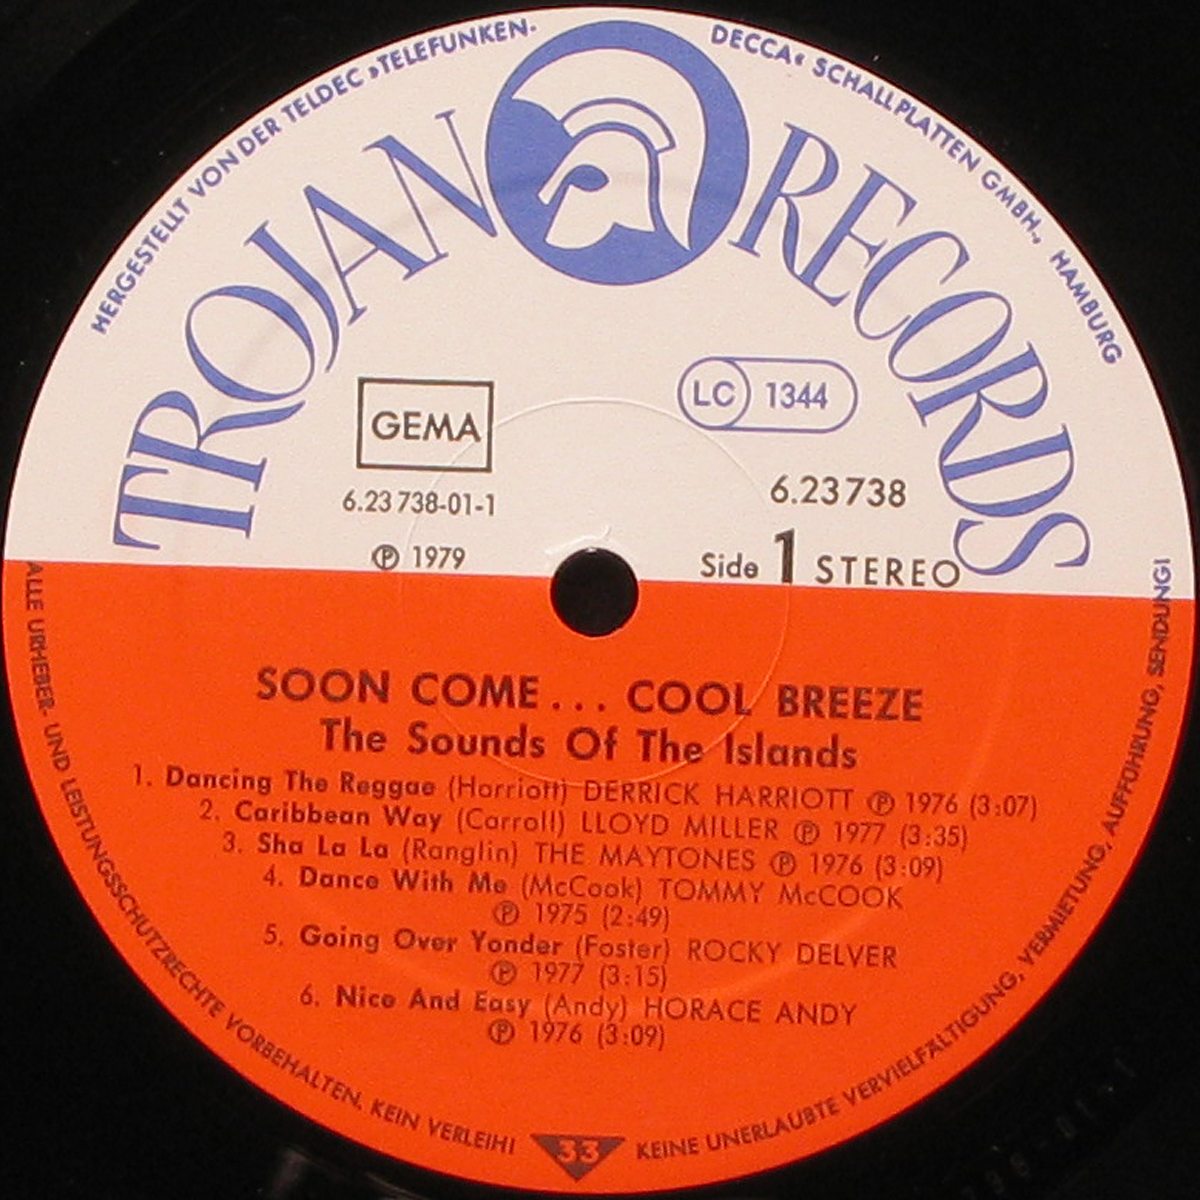 HERGESTELLT VON DER TELDEC »TELEFUNKEN-DECCA« SCHALLPLATTEN GMBH., HAMBURG
TROJAN RECORDS
GEMA
LC 1344
6.23738-01-1
6.23738
℗ 1979
Side 1 STEREO
SOON COME... COOL BREEZE
The Sounds Of The Islands
1. Dancing The Reggae (Harriott) DERRICK HARRIOTT ℗ 1976 (3:07)
2. Caribbean Way (Carroll) LLOYD MILLER ℗ 1977 (3:35)
3. Sha La La (Ranglin) THE MAYTONES ℗ 1976 (3:09)
4. Dance With Me (McCook) TOMMY McCOOK
℗ 1975 (2:49)
5. Going Over Yonder (Foster) ROCKY DELVER
℗ 1977 (3:15)
6. Nice And Easy (Andy) HORACE ANDY
℗ 1976 (3:09)
ALLE URHEBER- UND LEISTUNGSSCHUTZRECHTE VORBEHALTEN. KEIN VERLEIH!
33
KEINE UNERLAUBTE VERVIELFÄLTIGUNG, VERMIETUNG, AUFFÜHRUNG, SENDUNG!